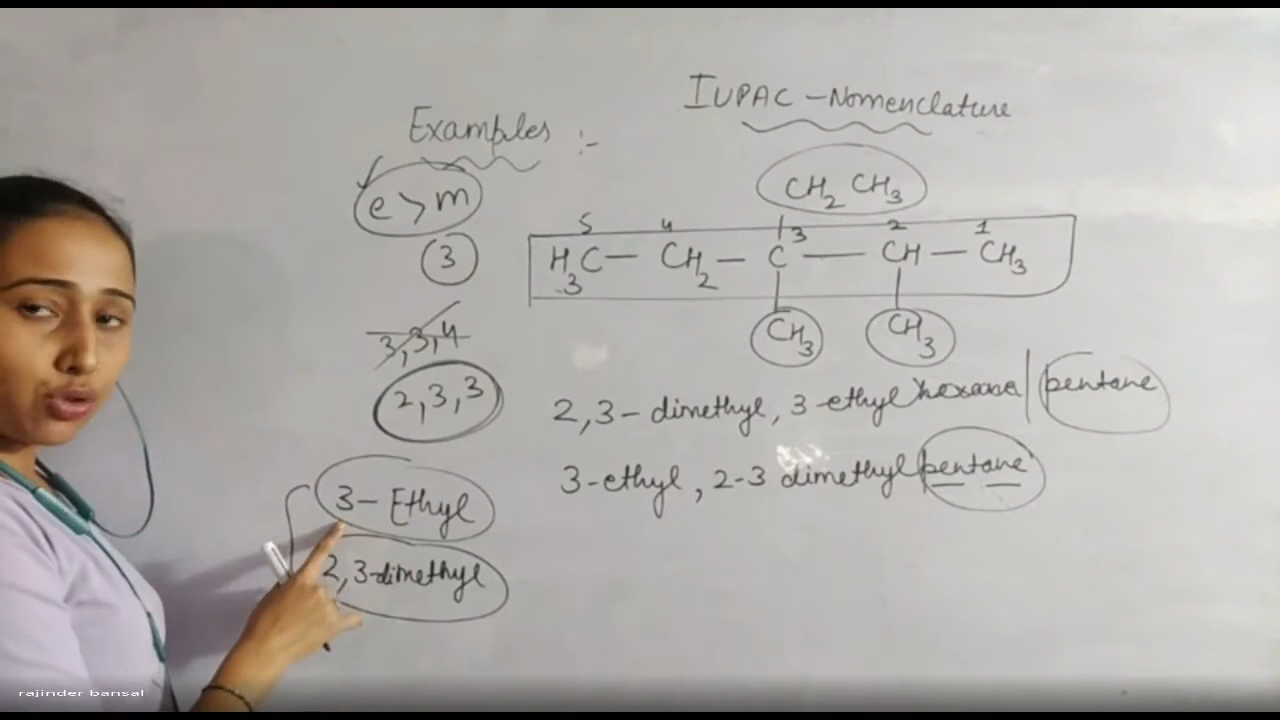 IUPAC - Nomenclature
Examples :-
e > m
3
3,3,4
2,3,3
3- Ethyl
2,3-dimethyl
CH2 CH3
5 4 3 2 1
H3C — CH2 — C — CH — CH3
CH3 CH3
2,3- dimethyl, 3-ethyl hexane | pentane
3-ethyl, 2-3 dimethyl pentane
rajinder bansal